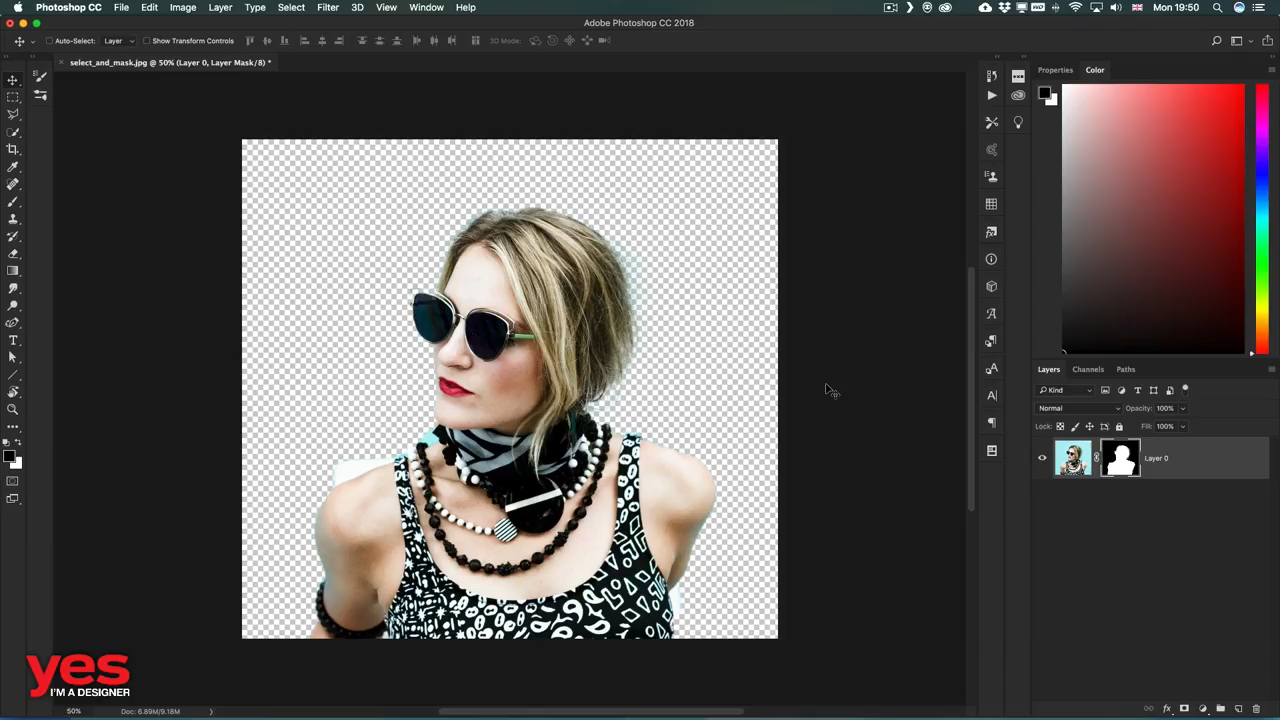 Photoshop CC File Edit Image Layer Type Select Filter 3D View Window Help Mon 19:50
Adobe Photoshop CC 2018
Auto-Select: Layer Show Transform Controls 3D Mode:
select_and_mask.jpg @ 50% (Layer 0, Layer Mask/8) *
Properties Color
Layers Channels Paths
Kind
Normal Opacity: 100%
Lock: Fill: 100%
Layer 0
yes
I'M A DESIGNER
50% Doc: 6.89M/9.18M